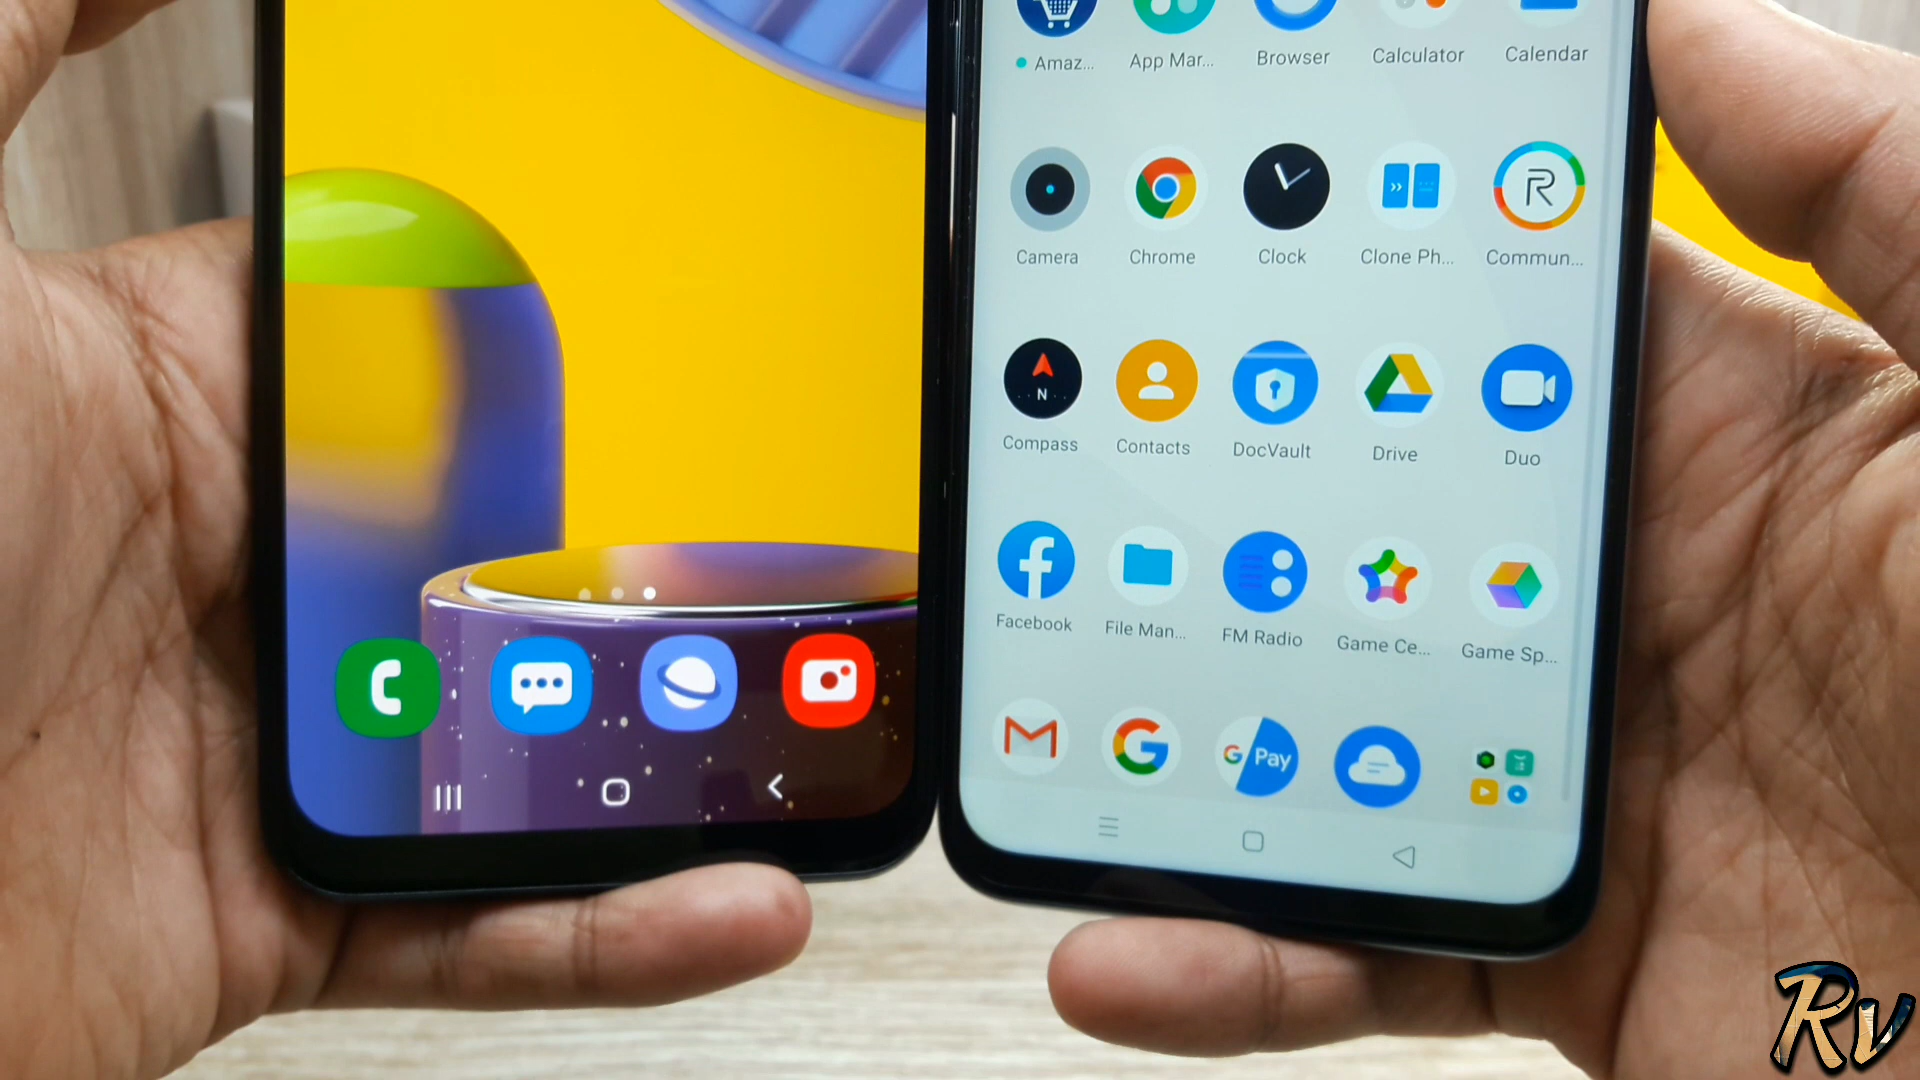 Amaz...
App Mar...
Browser
Calculator
Calendar
Camera
Chrome
Clock
Clone Ph...
R
Commun...
N
Compass
Contacts
DocVault
Drive
Duo
Facebook
File Man...
FM Radio
Game Ce...
Game Sp...
G Pay
Rv